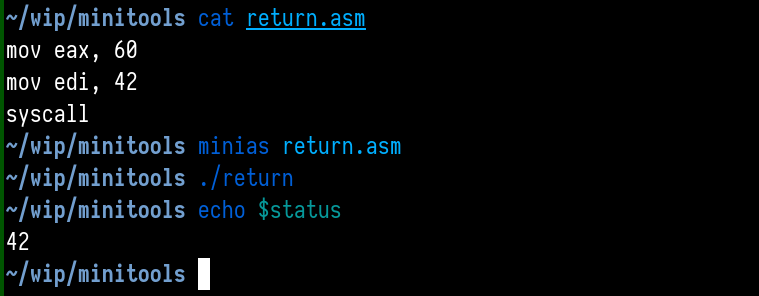 ~/wip/minitools cat return.asm
mov eax, 60
mov edi, 42
syscall
~/wip/minitools minias return.asm
~/wip/minitools ./return
~/wip/minitools echo $status
42
~/wip/minitools